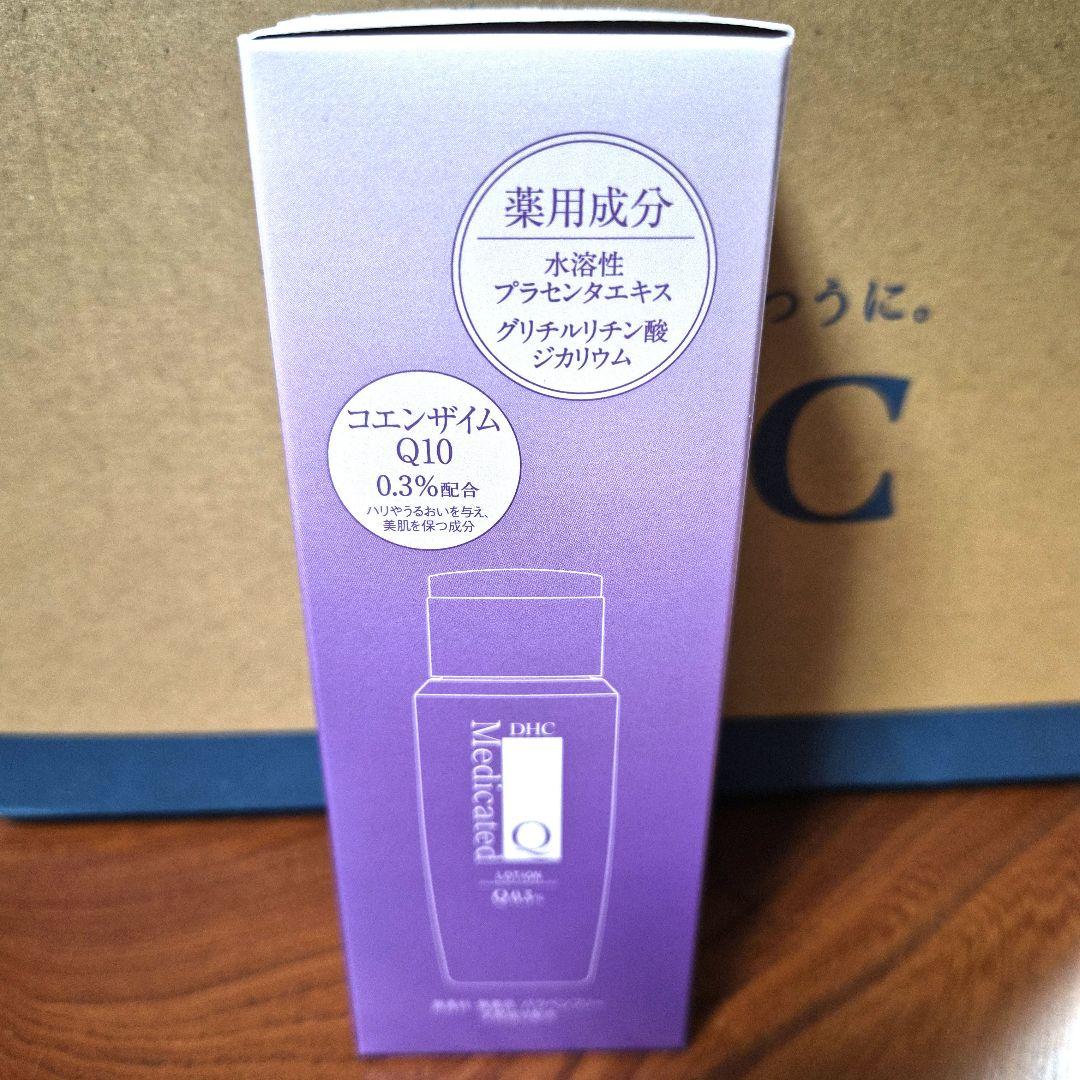 薬用成分
水溶性
プラセンタエキス
グリチルリチン酸
ジカリウム
コエンザイム
Q10
0.3%配合
ハリやうるおいを与え、
美肌を保つ成分
つうに。
C
DHC
Medicated
Q
LOTION